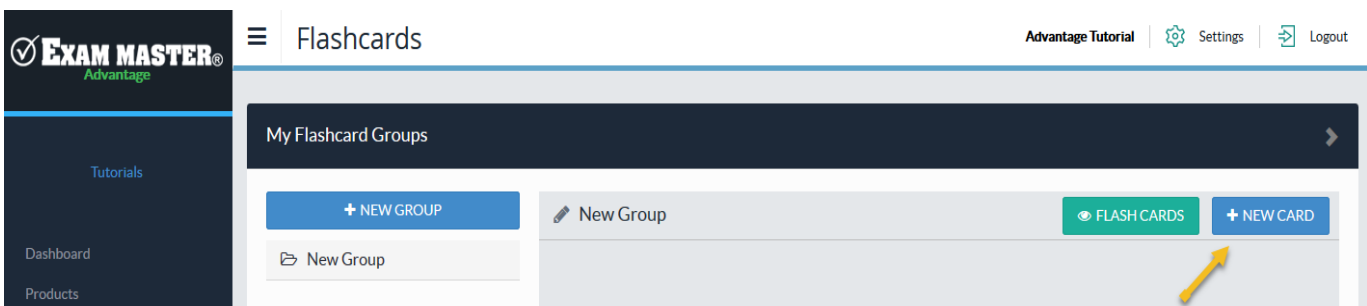 EXAM MASTER®
Advantage
Flashcards
Advantage Tutorial
Settings
Logout
Tutorials
Dashboard
Products
My Flashcard Groups
+ NEW GROUP
New Group
New Group
FLASH CARDS
+ NEW CARD